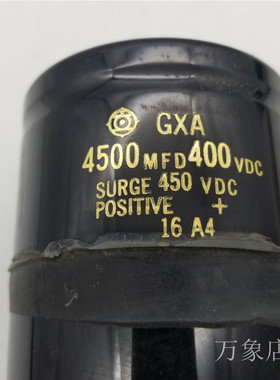 GXA
4500 MFD 400 VDC
SURGE 450 VDC
POSITIVE +
16 A4
万象店